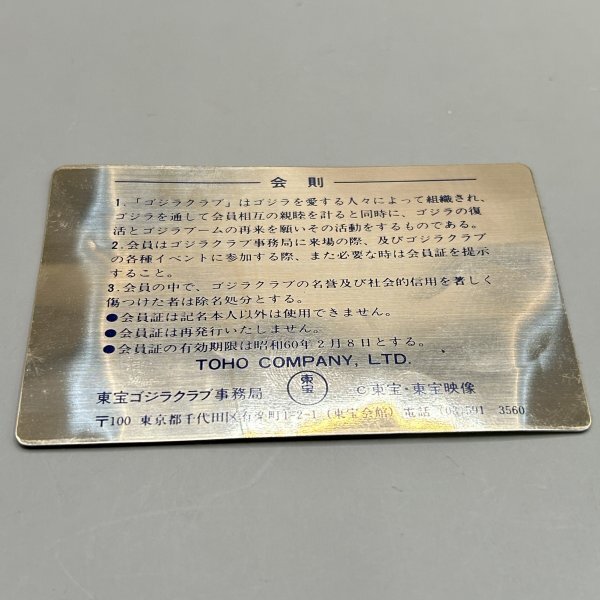 会則
1.「ゴジラクラブ」はゴジラを愛する人々によって組織され、
ゴジラを通して会員相互の親睦を計ると同時に、ゴジラの復
活とゴジラブームの再来を願いその活動をするものである。
2.会員はゴジラクラブ事務局に来場の際、及びゴジラクラブ
の各種イベントに参加する際、また必要な時は会員証を提示
すること。
3.会員の中で、ゴジラクラブの名誉及び社会的信用を著しく
傷つけた者は除名処分とする。
●会員証は記名本人以外は使用できません。
●会員証は再発行いたしません。
●会員証の有効期限は昭和60年2月8日とする。
TOHO COMPANY, LTD.
東宝ゴジラクラブ事務局 東宝 C東宝・東宝映像
〒100 東京都千代田区有楽町1-2-1(東宝会館)電話(03)591 3560